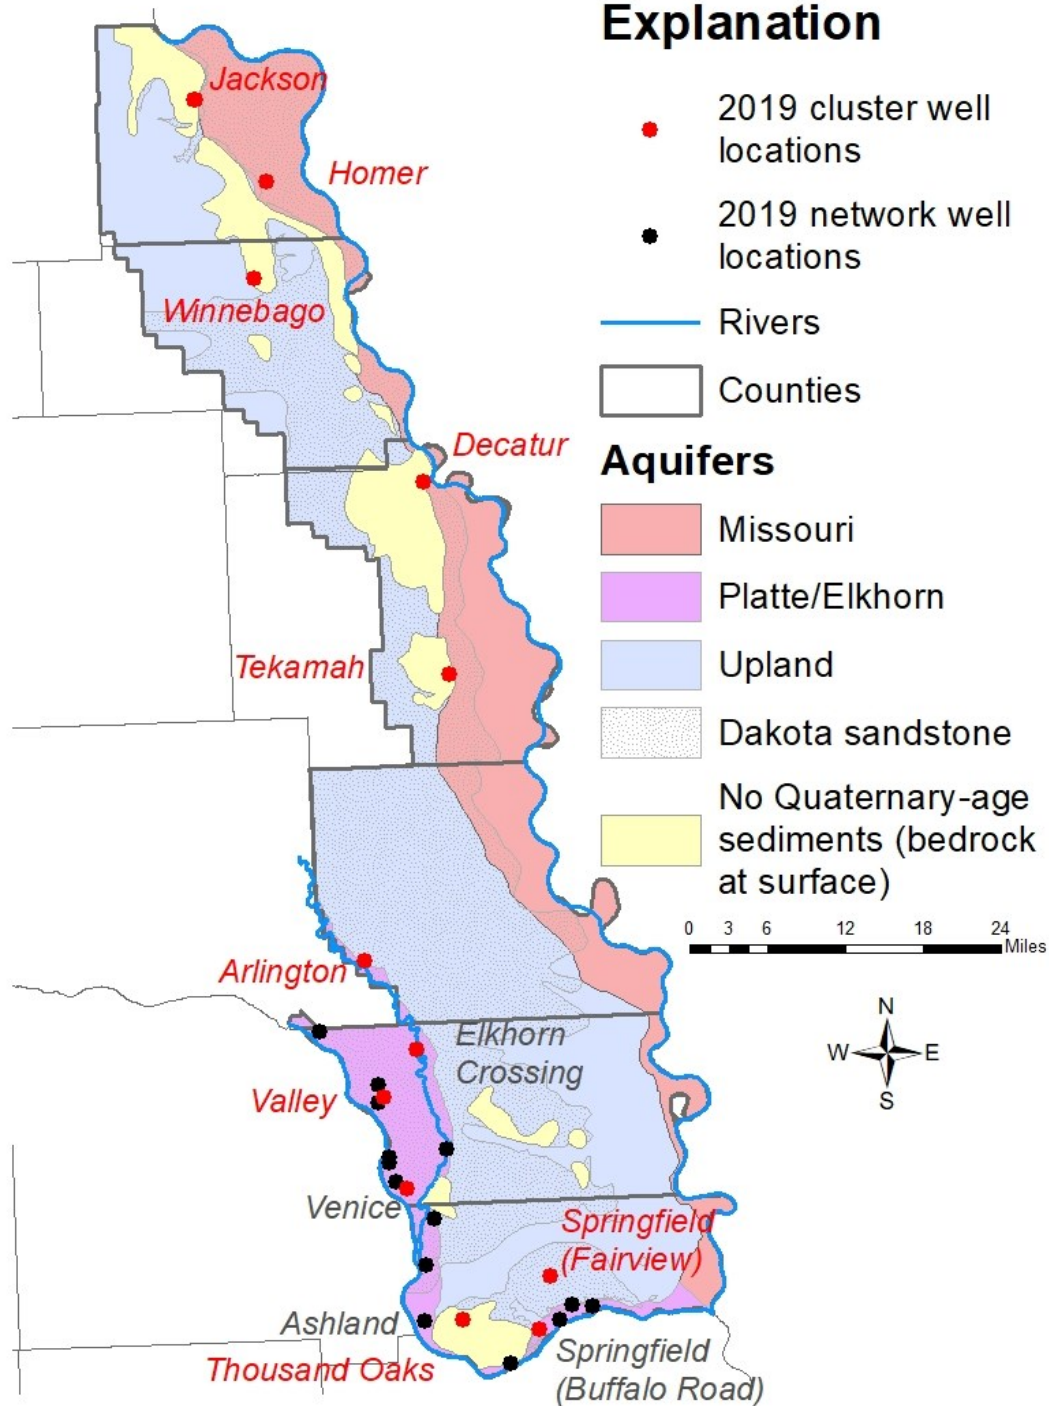 Explanation
2019 cluster well
locations
2019 network well
locations
Rivers
Counties
Aquifers
Missouri
Platte/Elkhorn
Upland
Dakota sandstone
No Quaternary-age
sediments (bedrock
at surface)
0 3 6 12 18 24
Miles
N
W E
S
Jackson
Homer
Winnebago
Decatur
Tekamah
Arlington
Elkhorn
Crossing
Valley
Venice
Springfield
(Fairview)
Ashland
Thousand Oaks
Springfield
(Buffalo Road)